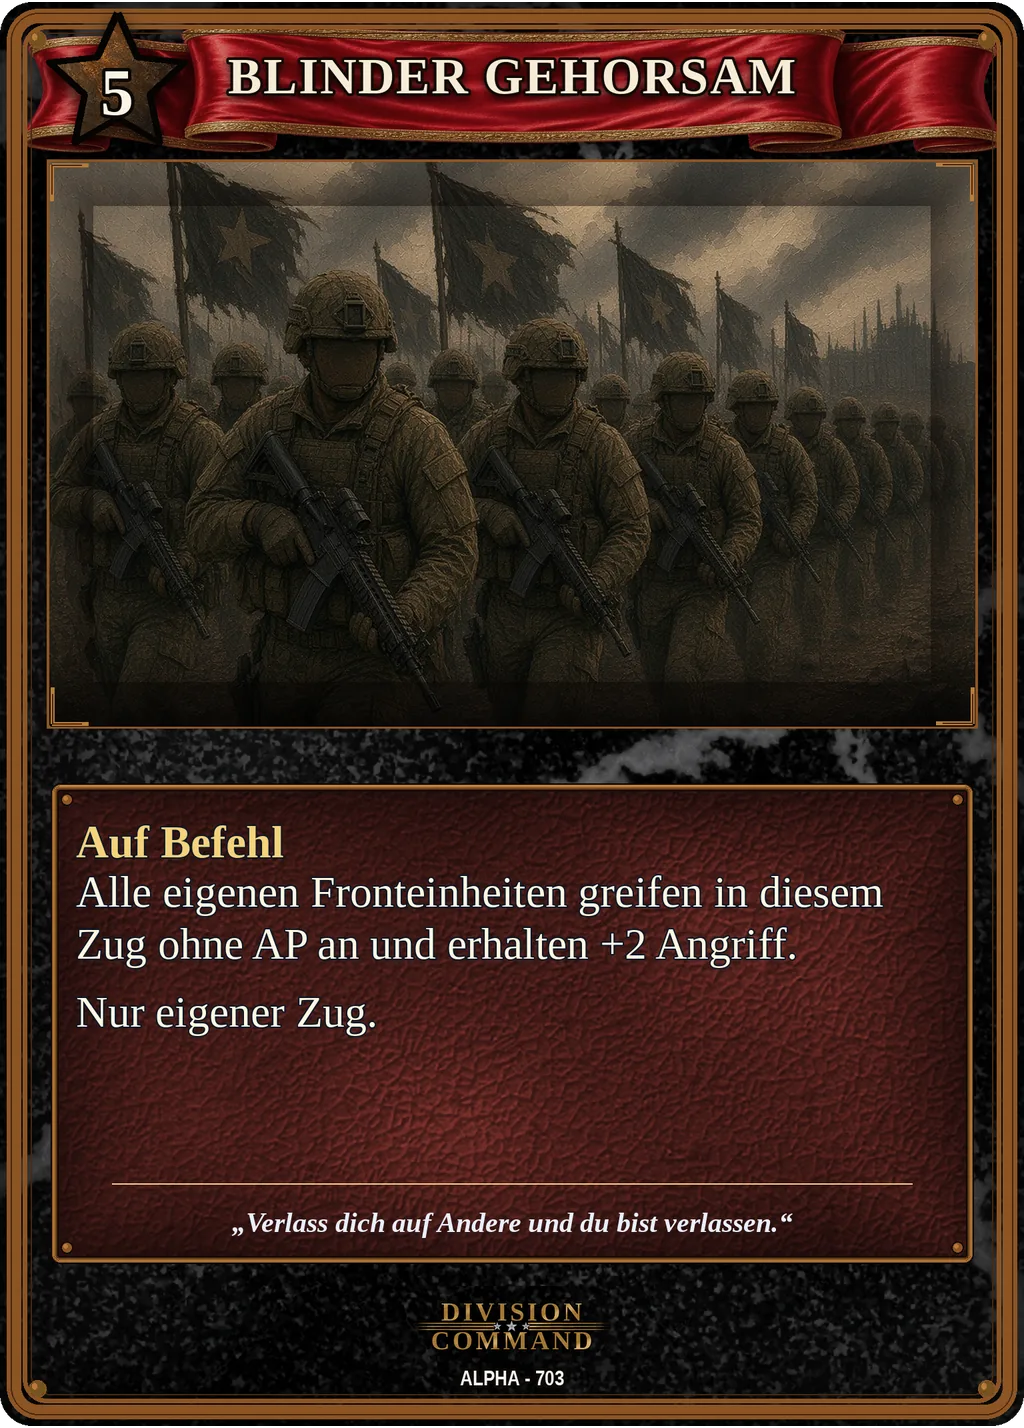 5
BLINDER GEHORSAM
Auf Befehl
Alle eigenen Fronteinheiten greifen in diesem
Zug ohne AP an und erhalten +2 Angriff.
Nur eigener Zug.
„Verlass dich auf Andere und du bist verlassen.“
DIVISION
COMMAND
ALPHA - 703